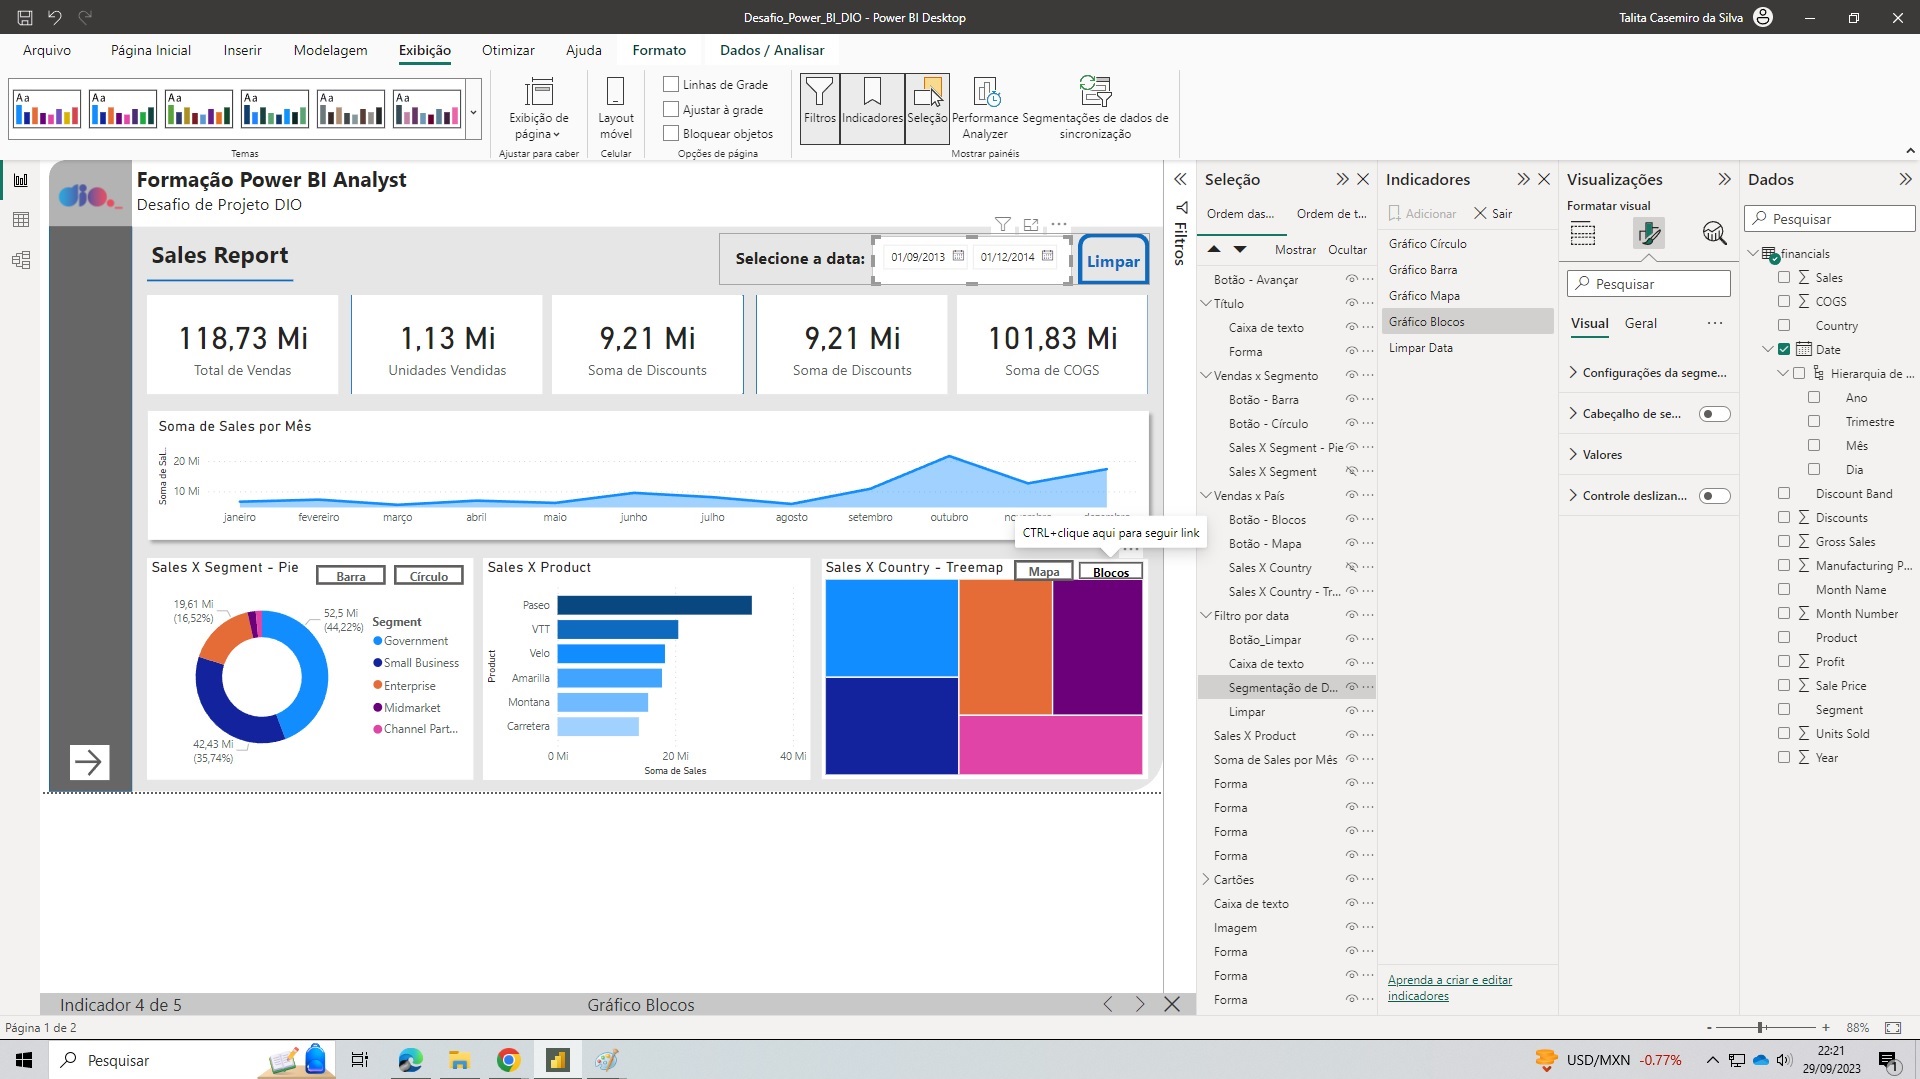 Desafio_Power_BI_DIO - Power BI Desktop
Talita Casemiro da Silva
Arquivo
Página Inicial
Inserir
Modelagem
Exibição
Otimizar
Ajuda
Formato
Dados / Analisar
Aa
Aa
Aa
Aa
Aa
Aa
Temas
Exibição de
página
Ajustar para caber
Layout
móvel
Celular
Linhas de Grade
Ajustar à grade
Bloquear objetos
Opções de página
Filtros
Indicadores
Seleção
Performance
Analyzer
Segmentações de dados de
sincronização
Mostrar painéis
dio.
Formação Power BI Analyst
Desafio de Projeto DIO
Sales Report
Selecione a data:
01/09/2013
01/12/2014
Limpar
118,73 Mi
Total de Vendas
1,13 Mi
Unidades Vendidas
9,21 Mi
Soma de Discounts
9,21 Mi
Soma de Discounts
101,83 Mi
Soma de COGS
Soma de Sales por Mês
Soma de Sal...
20 Mi
10 Mi
janeiro
fevereiro
março
abril
maio
junho
julho
agosto
setembro
outubro
CTRL+clique aqui para seguir link
Sales X Segment - Pie
Barra
Círculo
19,61 Mi
(16,52%)
52,5 Mi
(44,22%)
42,43 Mi
(35,74%)
Segment
Government
Small Business
Enterprise
Midmarket
Channel Part...
Sales X Product
Product
Paseo
VTT
Velo
Amarilla
Montana
Carretera
0 Mi
20 Mi
40 Mi
Soma de Sales
Sales X Country - Treemap
Mapa
Blocos
Filtros
Seleção
Ordem das...
Ordem de t...
Mostrar
Ocultar
Botão - Avançar
Título
Caixa de texto
Forma
Vendas x Segmento
Botão - Barra
Botão - Círculo
Sales X Segment - Pie
Sales X Segment
Vendas x País
Botão - Blocos
Botão - Mapa
Sales X Country
Sales X Country - Tr...
Filtro por data
Botão_Limpar
Caixa de texto
Segmentação de D...
Limpar
Sales X Product
Soma de Sales por Mês
Forma
Forma
Forma
Forma
Cartões
Caixa de texto
Imagem
Forma
Forma
Forma
Indicadores
Adicionar
Sair
Gráfico Círculo
Gráfico Barra
Gráfico Mapa
Gráfico Blocos
Limpar Data
Aprenda a criar e editar
indicadores
Visualizações
Formatar visual
Pesquisar
Visual
Geral
Configurações da segme...
Cabeçalho de se...
Valores
Controle deslizan...
Dados
Pesquisar
financials
Sales
COGS
Country
Date
Hierarquia de ...
Ano
Trimestre
Mês
Dia
Discount Band
Discounts
Gross Sales
Manufacturing P...
Month Name
Month Number
Product
Profit
Sale Price
Segment
Units Sold
Year
Indicador 4 de 5
Gráfico Blocos
Página 1 de 2
- + 88%
Pesquisar
USD/MXN -0.77%
22:21
29/09/2023
1